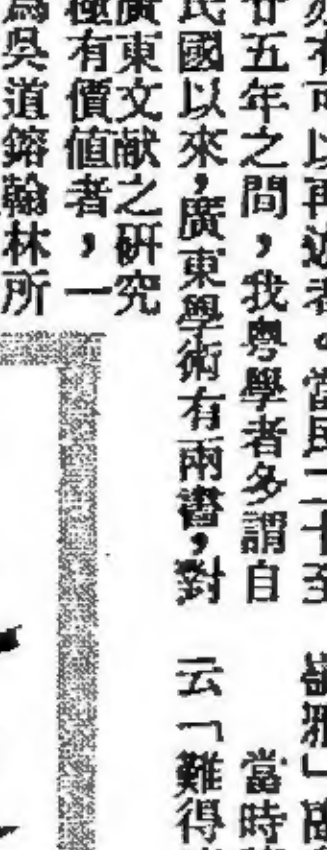 亦有可以再述者。當民二十至
廿五年之間，我粵學者多謂自
民國以來，廣東學術有兩書，對
廣東文献之研究
極有價值者，一
為吳道鎔翰林所
當時
云「難得